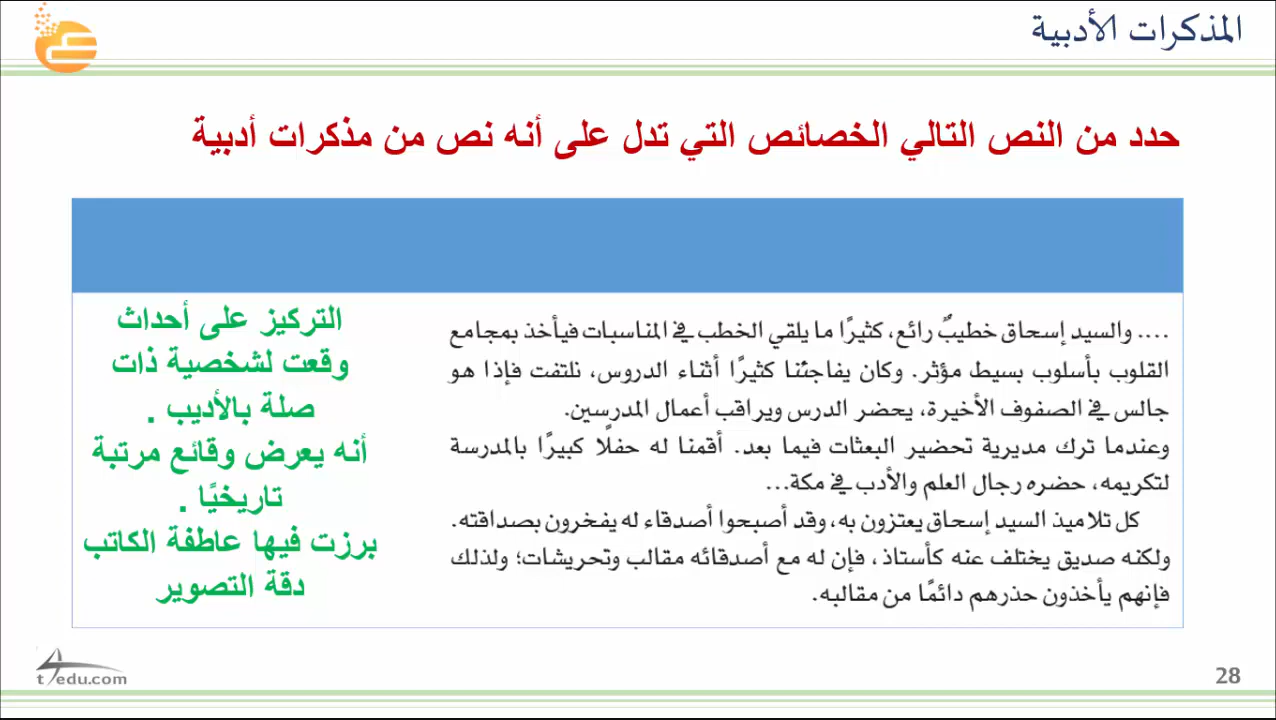 المذكرات الأدبية
حدد من النص التالي الخصائص التي تدل على أنه نص من مذكرات أدبية
.... والسيد إسحاق خطيبٌ رائع، كثيرًا ما يلقي الخطب في المناسبات فيأخذ بمجامع
القلوب بأسلوب بسيط مؤثر. وكان يفاجئنا كثيرًا أثناء الدروس، نلتفت فإذا هو
جالس في الصفوف الأخيرة، يحضر الدرس ويراقب أعمال المدرسين.
وعندما ترك مديرية تحضير البعثات فيما بعد. أقمنا له حفلًا كبيرًا بالمدرسة
لتكريمه، حضره رجال العلم والأدب في مكة...
كل تلاميذ السيد إسحاق يعتزون به، وقد أصبحوا أصدقاء له يفخرون بصداقته.
ولكنه صديق يختلف عنه كأستاذ، فإن له مع أصدقائه مقالب وتحريشات؛ ولذلك
فإنهم يأخذون حذرهم دائمًا من مقالبه.
التركيز على أحداث
وقعت لشخصية ذات
صلة بالأديب .
أنه يعرض وقائع مرتبة
تاريخيًا .
برزت فيها عاطفة الكاتب
دقة التصوير
t4edu.com
28